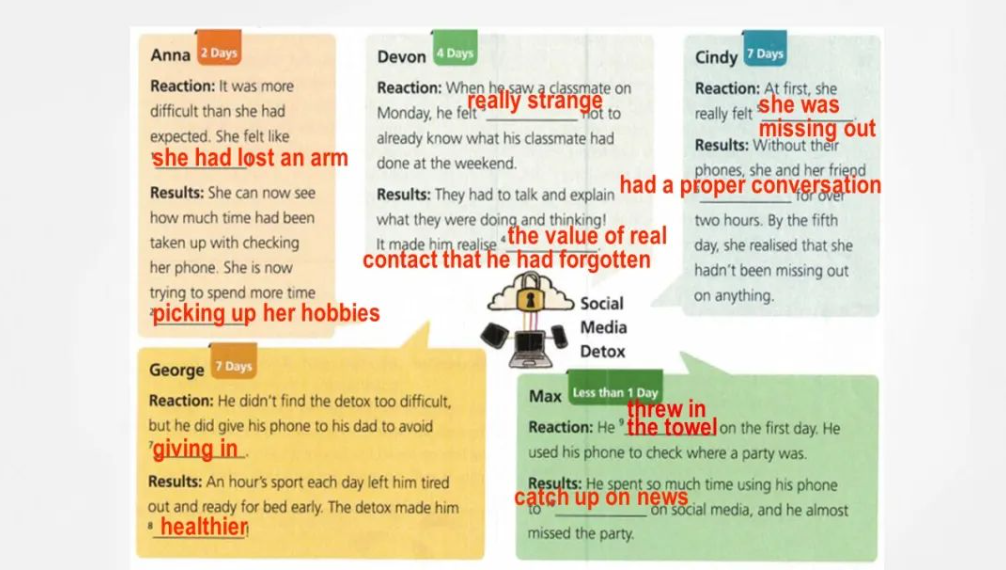 Anna 2 Days
Reaction: It was more
difficult than she had
expected. She felt like
she had lost an arm
Results: She can now see
how much time had been
taken up with checking
her phone. She is now
trying to spend more time
picking up her hobbies
Devon 4 Days
Reaction: When he saw a classmate on
Monday, he felt really strange not to
already know what his classmate had
done at the weekend.
Results: They had to talk and explain
what they were doing and thinking!
It made him realise 4 the value of real
contact that he had forgotten
Cindy 7 Days
Reaction: At first, she
really felt she was
missing out.
Results: Without their
phones, she and her friend
had a proper conversation
for over
two hours. By the fifth
day, she realised that she
hadn't been missing out
on anything.
Social
Media
Detox
George 7 Days
Reaction: He didn't find the detox too difficult,
but he did give his phone to his dad to avoid
7 giving in.
Results: An hour's sport each day left him tired
out and ready for bed early. The detox made him
8 healthier!
Max Less than 1 Day
threw in
Reaction: He 9 the towel on the first day. He
used his phone to check where a party was.
Results: He spent so much time using his phone
catch up on news
to on social media, and he almost
missed the party.